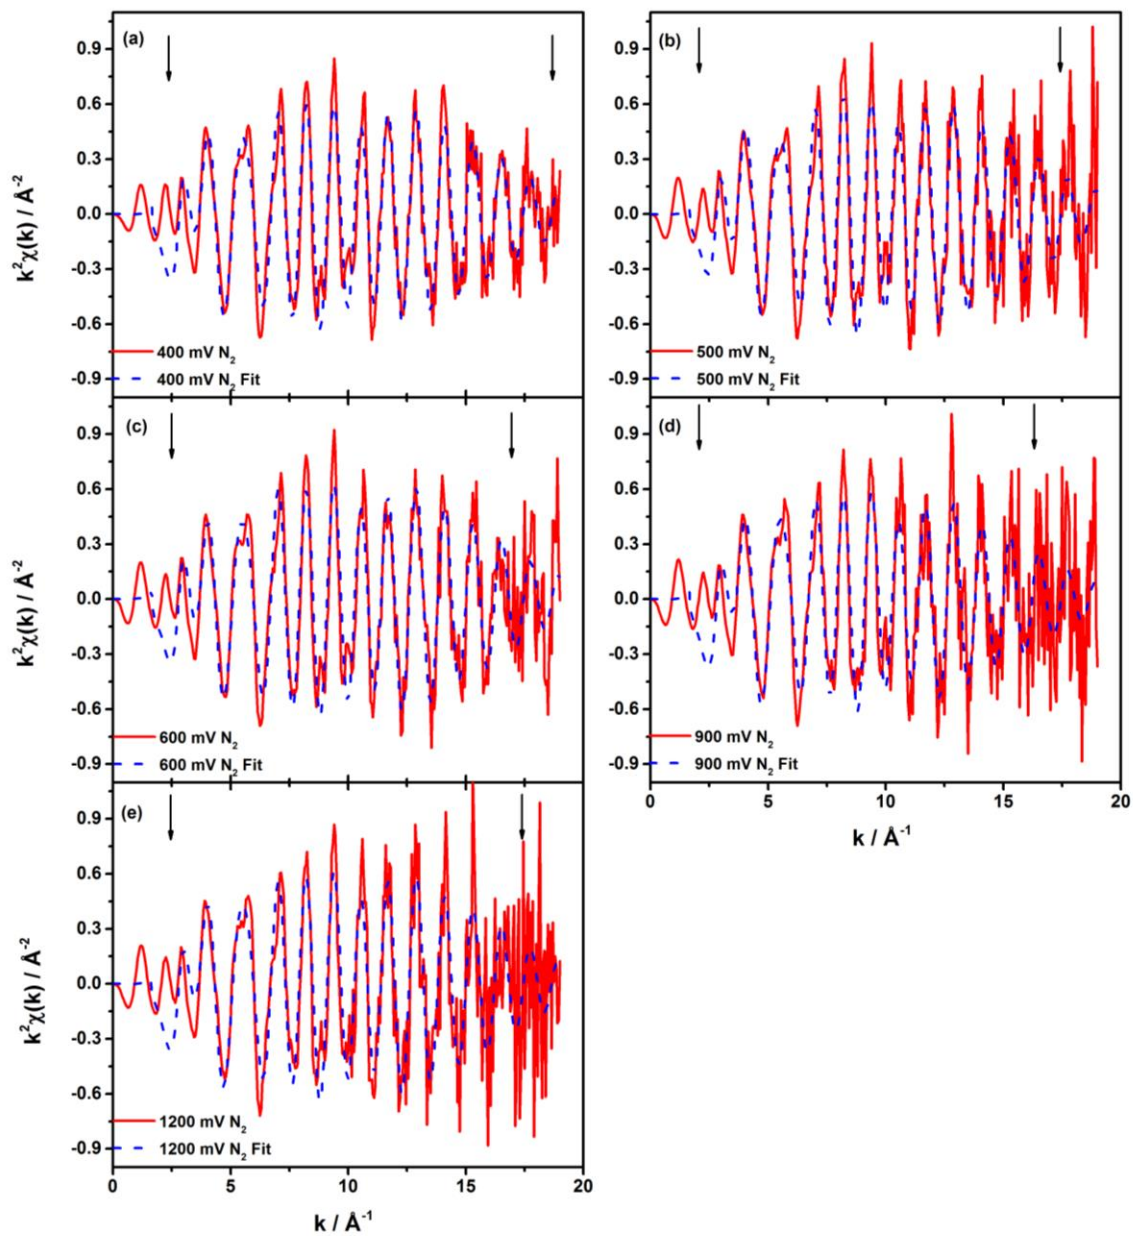 (a)
0.9
0.6
0.3
0.0
-0.3
-0.6
-0.9
k²χ(k) / Å⁻²
400 mV N₂
400 mV N₂ Fit
(b)
0.9
0.6
0.3
0.0
-0.3
-0.6
-0.9
500 mV N₂
500 mV N₂ Fit
(c)
0.9
0.6
0.3
0.0
-0.3
-0.6
-0.9
k²χ(k) / Å⁻²
600 mV N₂
600 mV N₂ Fit
(d)
0.9
0.6
0.3
0.0
-0.3
-0.6
-0.9
900 mV N₂
900 mV N₂ Fit
0 5 10 15 20
k / Å⁻¹
(e)
0.9
0.6
0.3
0.0
-0.3
-0.6
-0.9
k²χ(k) / Å⁻²
1200 mV N₂
1200 mV N₂ Fit
0 5 10 15 20
k / Å⁻¹